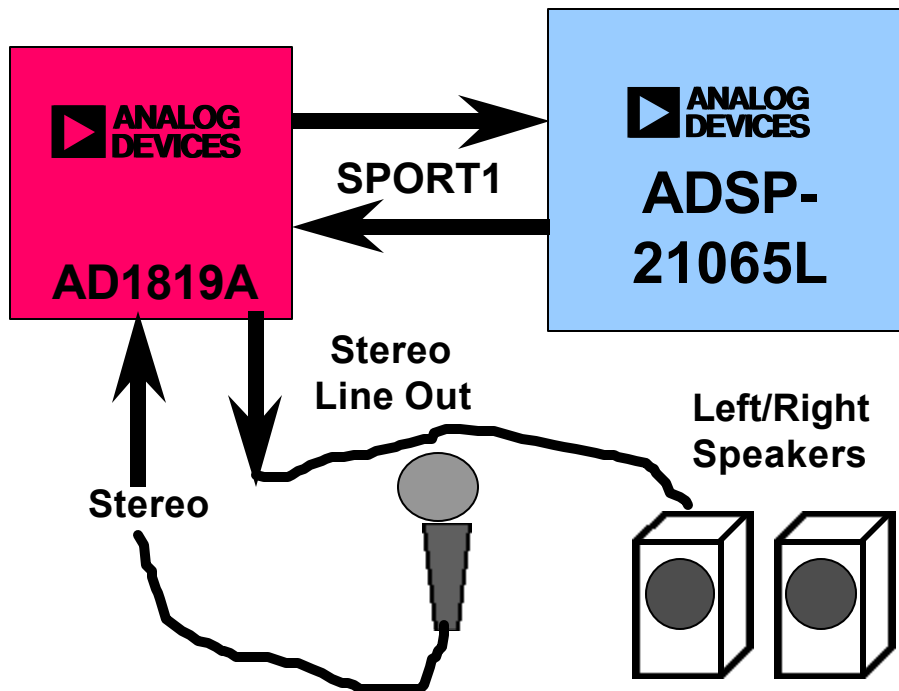 ANALOG
DEVICES
AD1819A
SPORT1
ANALOG
DEVICES
ADSP-
21065L
Stereo
Line Out
Left/Right
Speakers
Stereo